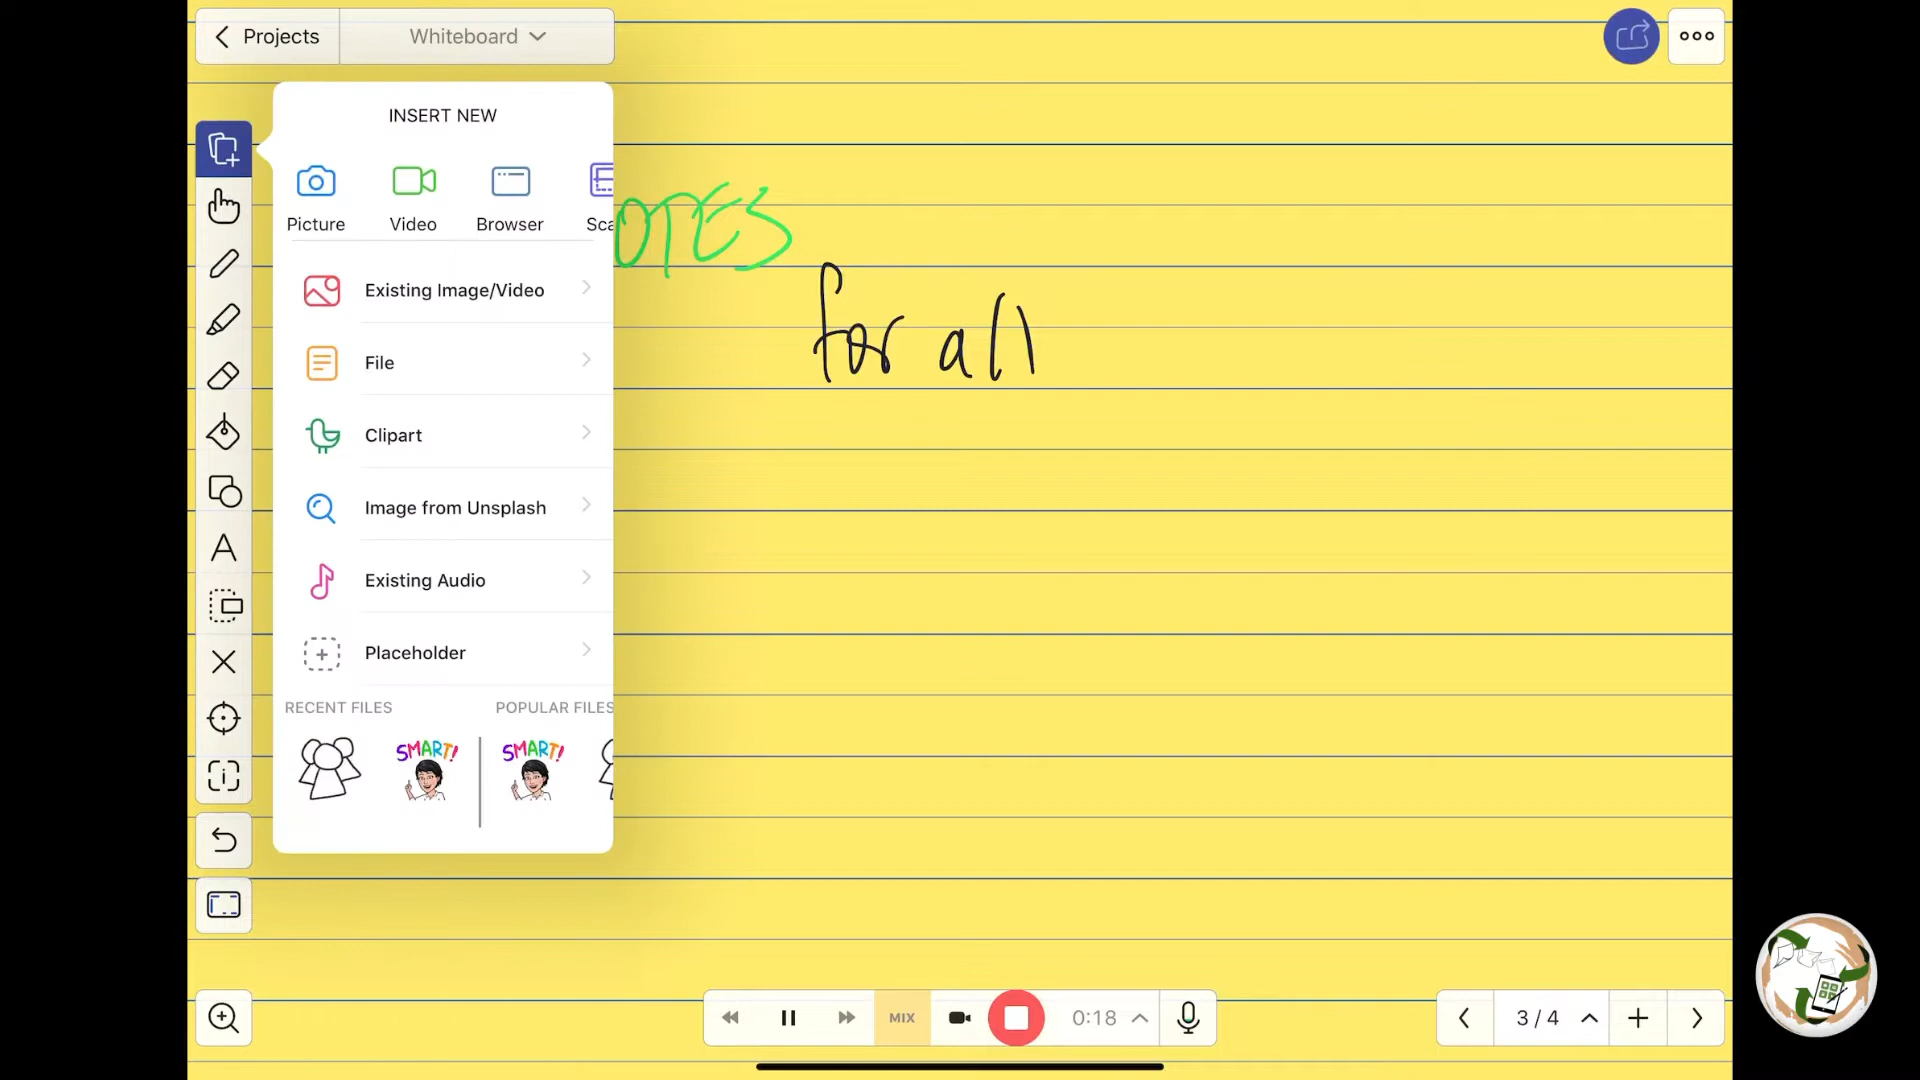 Projects
Whiteboard
INSERT NEW
Picture
Video
Browser
Sca
OTES
for all
Existing Image/Video
File
Clipart
Image from Unsplash
Existing Audio
Placeholder
RECENT FILES
POPULAR FILES
SMART!
SMART!
MIX
0:18
3 / 4